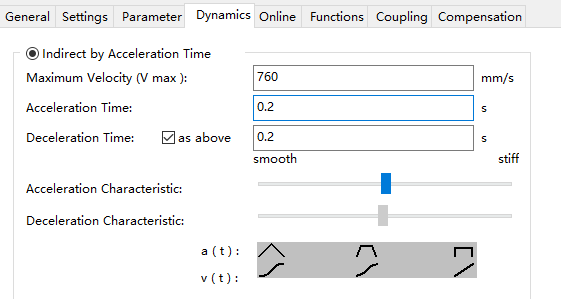 General Settings Parameter Dynamics Online Functions Coupling Compensation
Indirect by Acceleration Time
Maximum Velocity (V max ): 760 mm/s
Acceleration Time: 0.2 s
Deceleration Time: as above 0.2 s
smooth stiff
Acceleration Characteristic:
Deceleration Characteristic:
a(t):
v(t):